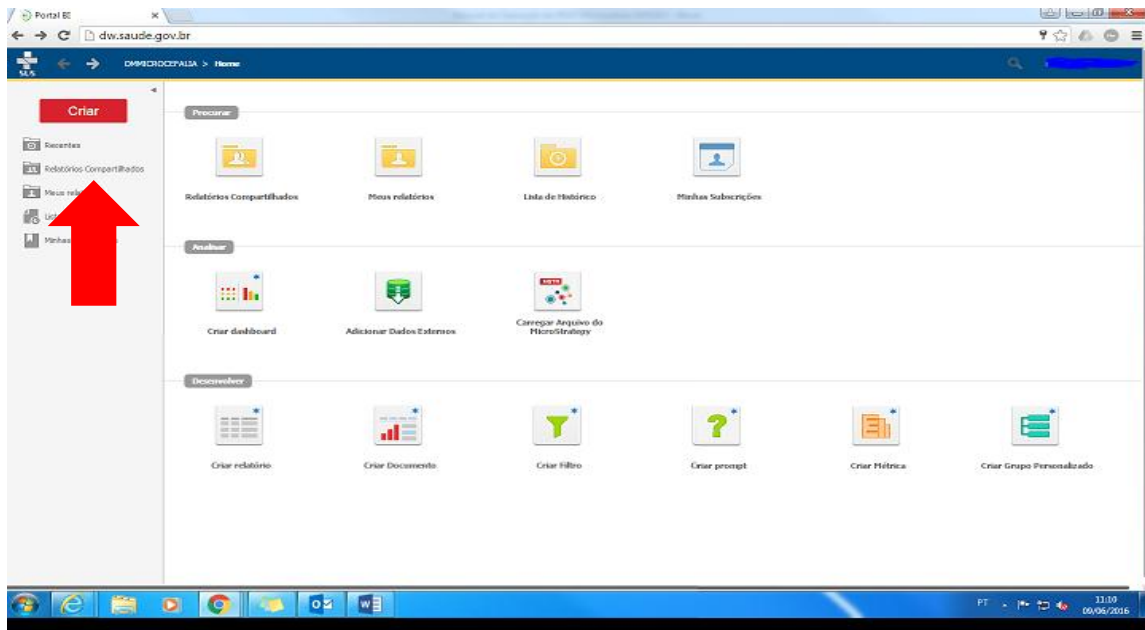 Portal BI
dw.saude.gov.br
SUS
DMMICROCEFALIA > Home
Criar
Recentes
Relatórios Compartilhados
Meus
Minhas
Procurar
Relatórios Compartilhados
Meus relatórios
Lista de Histórico
Minhas Subscrições
Analisar
Criar dashboard
Adicionar Dados Externos
Carregar Arquivo do
MicroStrategy
Desenvolver
Criar relatório
Criar Documento
Criar Filtro
Criar prompt
Criar Métrica
Criar Grupo Personalizado
PT
11:10
09/06/2016